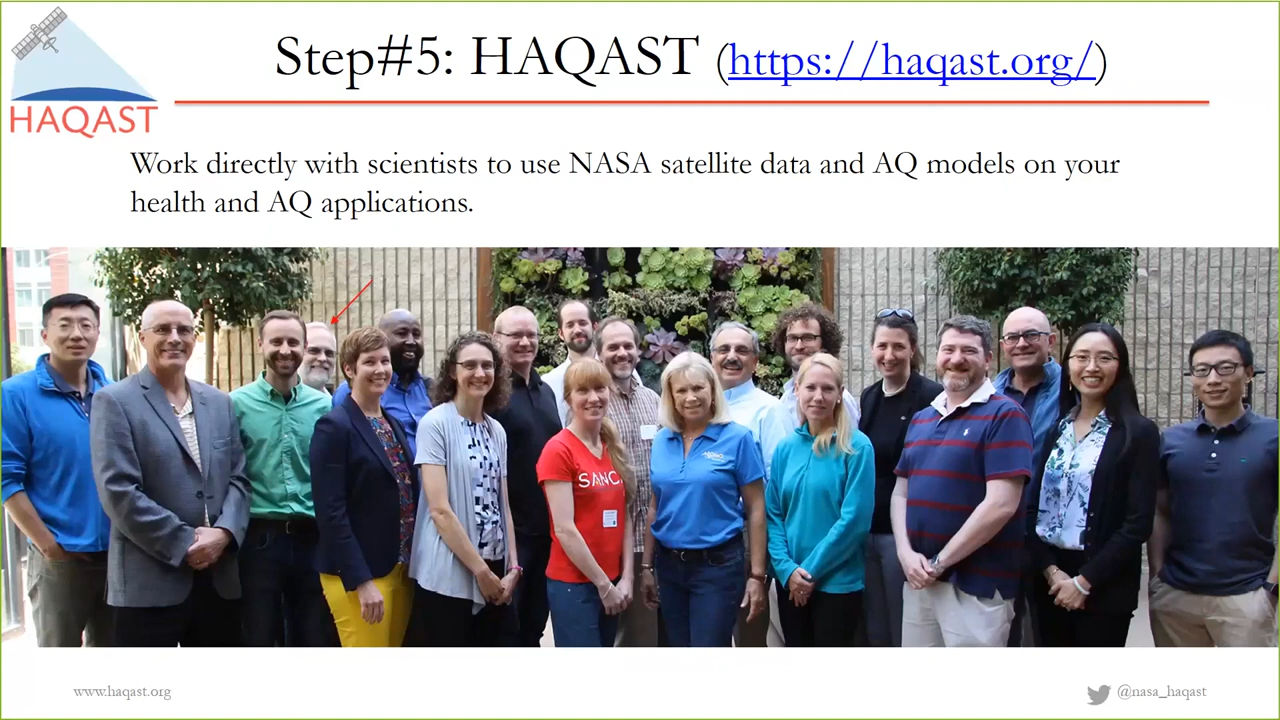 Step#5: HAQAST (https://haqast.org/)
HAQAST
Work directly with scientists to use NASA satellite data and AQ models on your
health and AQ applications.
www.haqast.org
@nasa_haqast